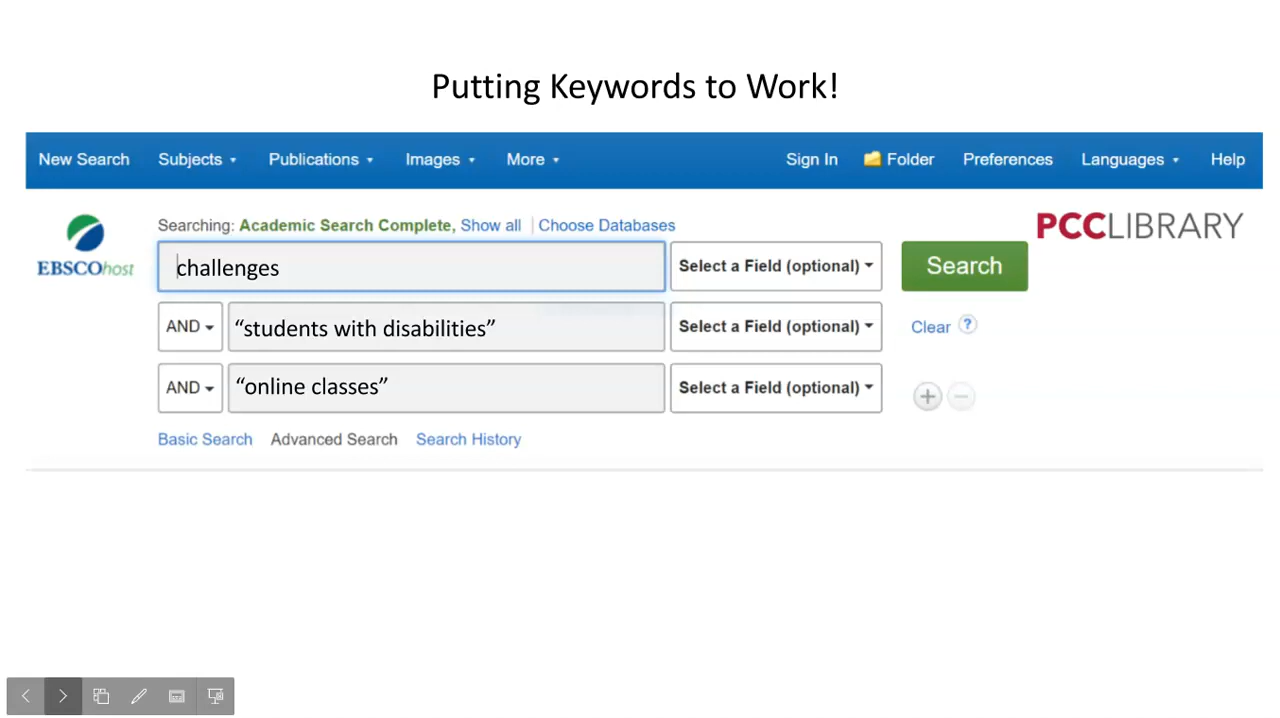 Putting Keywords to Work!
New Search Subjects Publications Images More Sign In Folder Preferences Languages Help
Searching: Academic Search Complete, Show all | Choose Databases
PCCLIBRARY
EBSCOhost
challenges Select a Field (optional) Search
AND “students with disabilities” Select a Field (optional) Clear ?
AND “online classes” Select a Field (optional)
Basic Search Advanced Search Search History